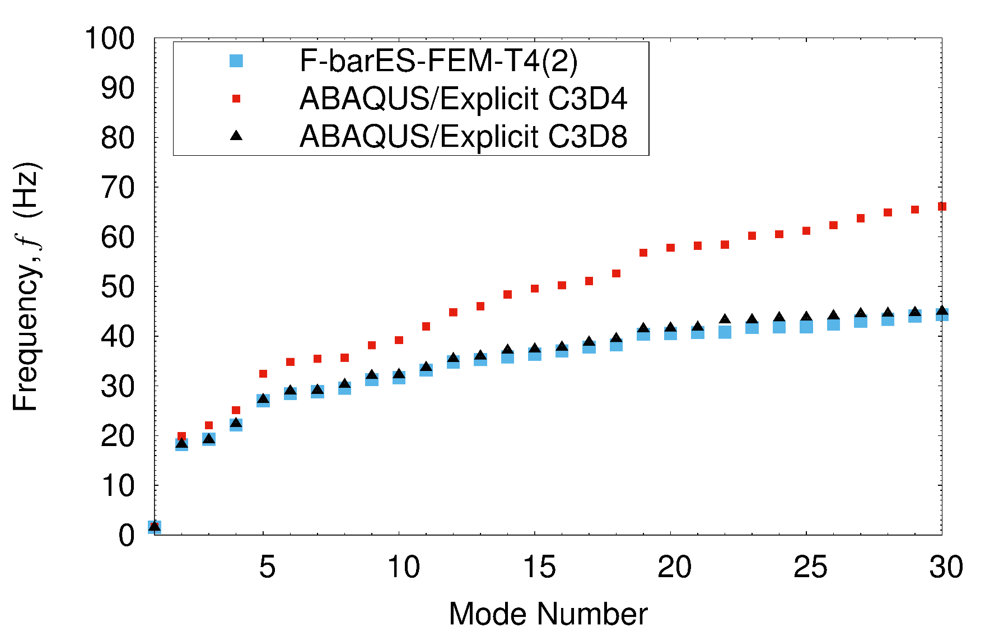 100
90
80
70
60
50
40
30
20
10
0
Frequency, f (Hz)
F-barES-FEM-T4(2)
ABAQUS/Explicit C3D4
ABAQUS/Explicit C3D8
5 10 15 20 25 30
Mode Number